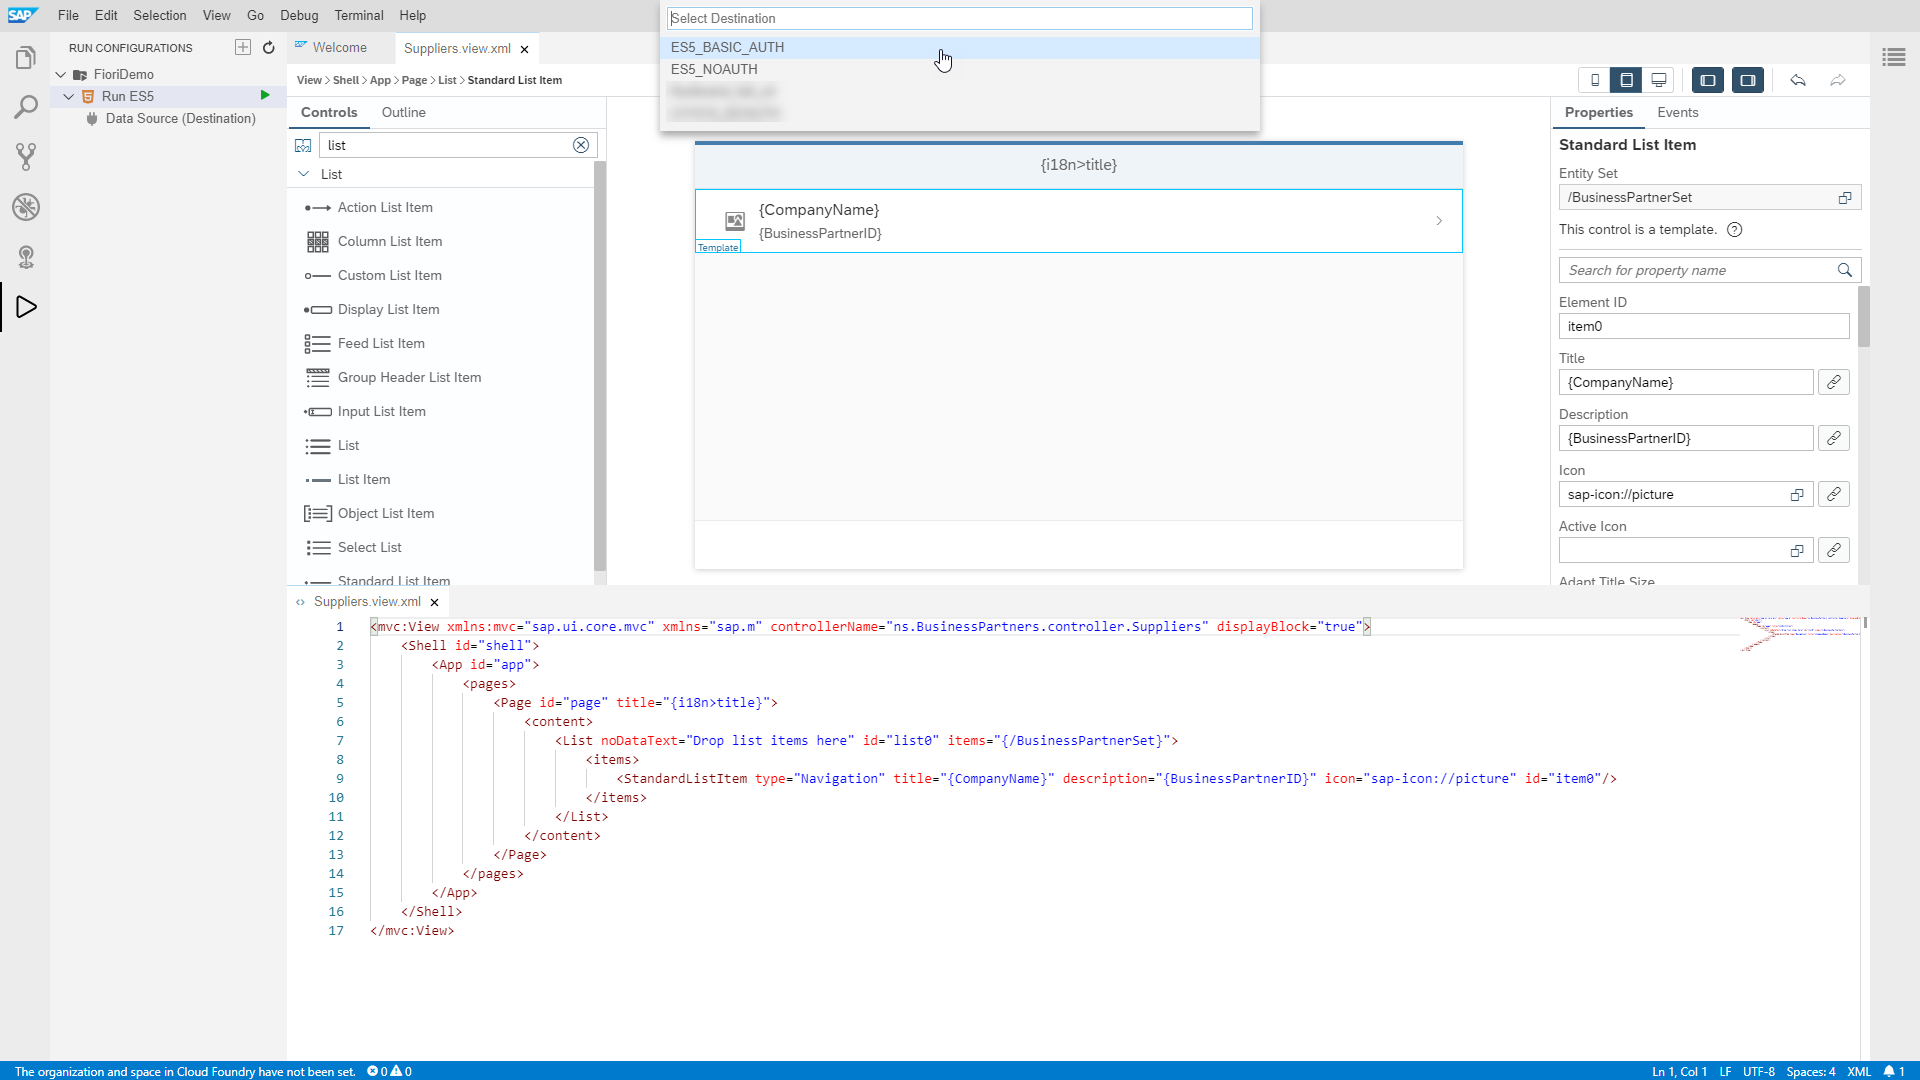 SAP File Edit Selection View Go Debug Terminal Help
Select Destination
ES5_BASIC_AUTH
ES5_NOAUTH
RUN CONFIGURATIONS
FioriDemo
Run ES5
Data Source (Destination)
Welcome
Suppliers.view.xml
View > Shell > App > Page > List > Standard List Item
Controls Outline
list
List
Action List Item
Column List Item
Custom List Item
Display List Item
Feed List Item
Group Header List Item
Input List Item
List
List Item
Object List Item
Select List
Standard List Item
{i18n>title}
{CompanyName}
{BusinessPartnerID}
Template
Properties Events
Standard List Item
Entity Set
/BusinessPartnerSet
This control is a template. ?
Search for property name
Element ID
item0
Title
{CompanyName}
Description
{BusinessPartnerID}
Icon
sap-icon://picture
Active Icon
Adapt Title Size
Suppliers.view.xml
1 <mvc:View xmlns:mvc="sap.ui.core.mvc" xmlns="sap.m" controllerName="ns.BusinessPartners.controller.Suppliers" displayBlock="true">
2 <Shell id="shell">
3 <App id="app">
4 <pages>
5 <Page id="page" title="{i18n>title}">
6 <content>
7 <List noDataText="Drop list items here" id="list0" items="{/BusinessPartnerSet}">
8 <items>
9 <StandardListItem type="Navigation" title="{CompanyName}" description="{BusinessPartnerID}" icon="sap-icon://picture" id="item0"/>
10 </items>
11 </List>
12 </content>
13 </Page>
14 </pages>
15 </App>
16 </Shell>
17 </mvc:View>
The organization and space in Cloud Foundry have not been set. 0 0
Ln 1, Col 1 LF UTF-8 Spaces: 4 XML 1